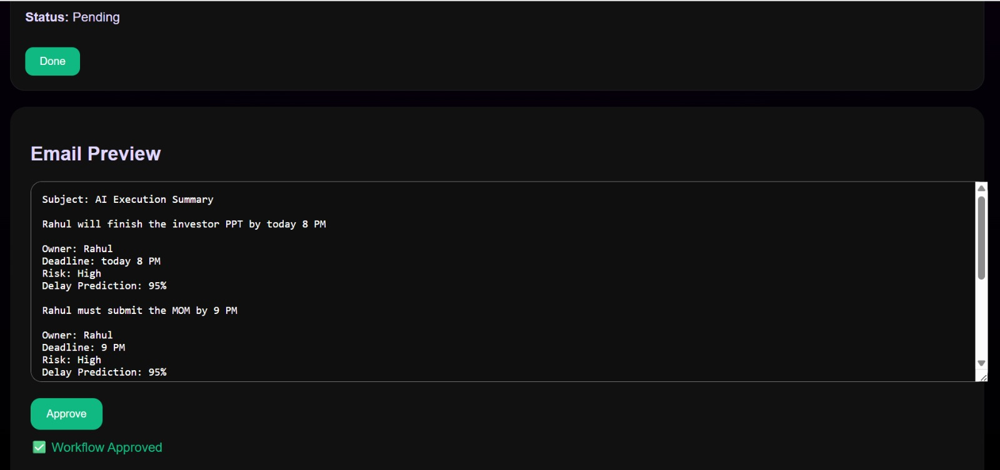 Status: Pending
Done
Email Preview
Subject: AI Execution Summary
Rahul will finish the investor PPT by today 8 PM
Owner: Rahul
Deadline: today 8 PM
Risk: High
Delay Prediction: 95%
Rahul must submit the MOM by 9 PM
Owner: Rahul
Deadline: 9 PM
Risk: High
Delay Prediction: 95%
Approve
✅ Workflow Approved